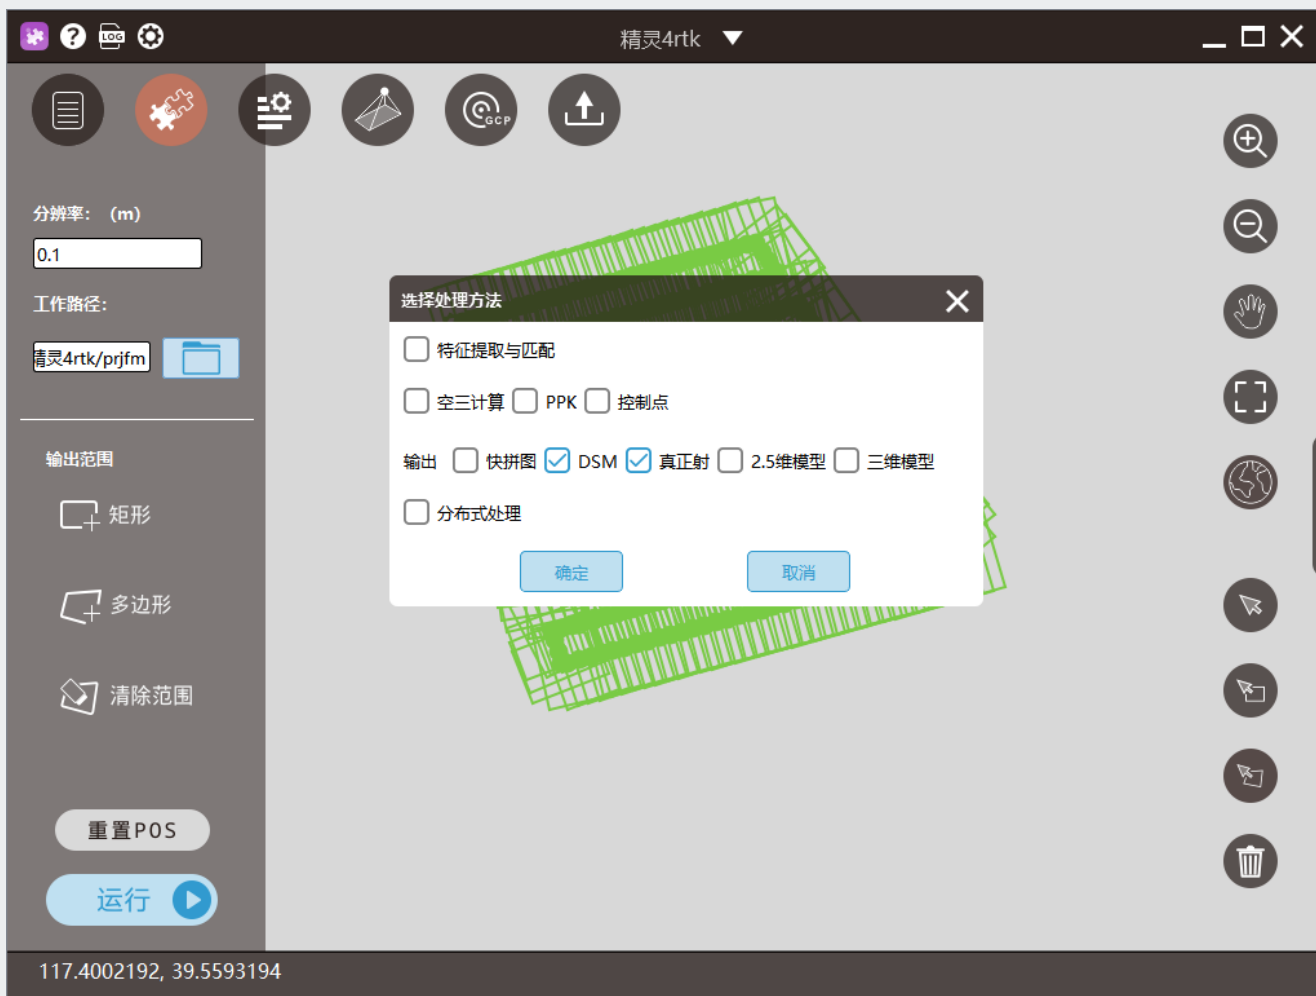 LOG
精灵4rtk
GCP
分辨率： (m)
0.1
工作路径：
精灵4rtk/prjfm
输出范围
矩形
多边形
清除范围
重置POS
运行
选择处理方法
特征提取与匹配
空三计算 PPK 控制点
输出 快拼图 DSM 真正射 2.5维模型 三维模型
分布式处理
确定 取消
117.4002192, 39.5593194